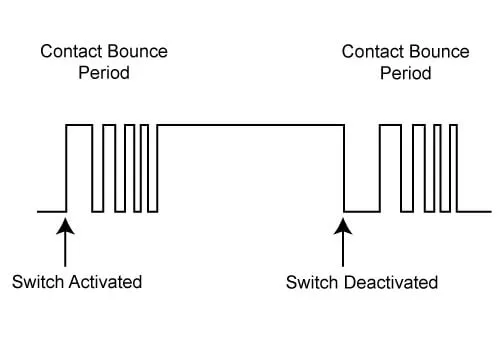 Contact Bounce
Period
Contact Bounce
Period
Switch Activated
Switch Deactivated